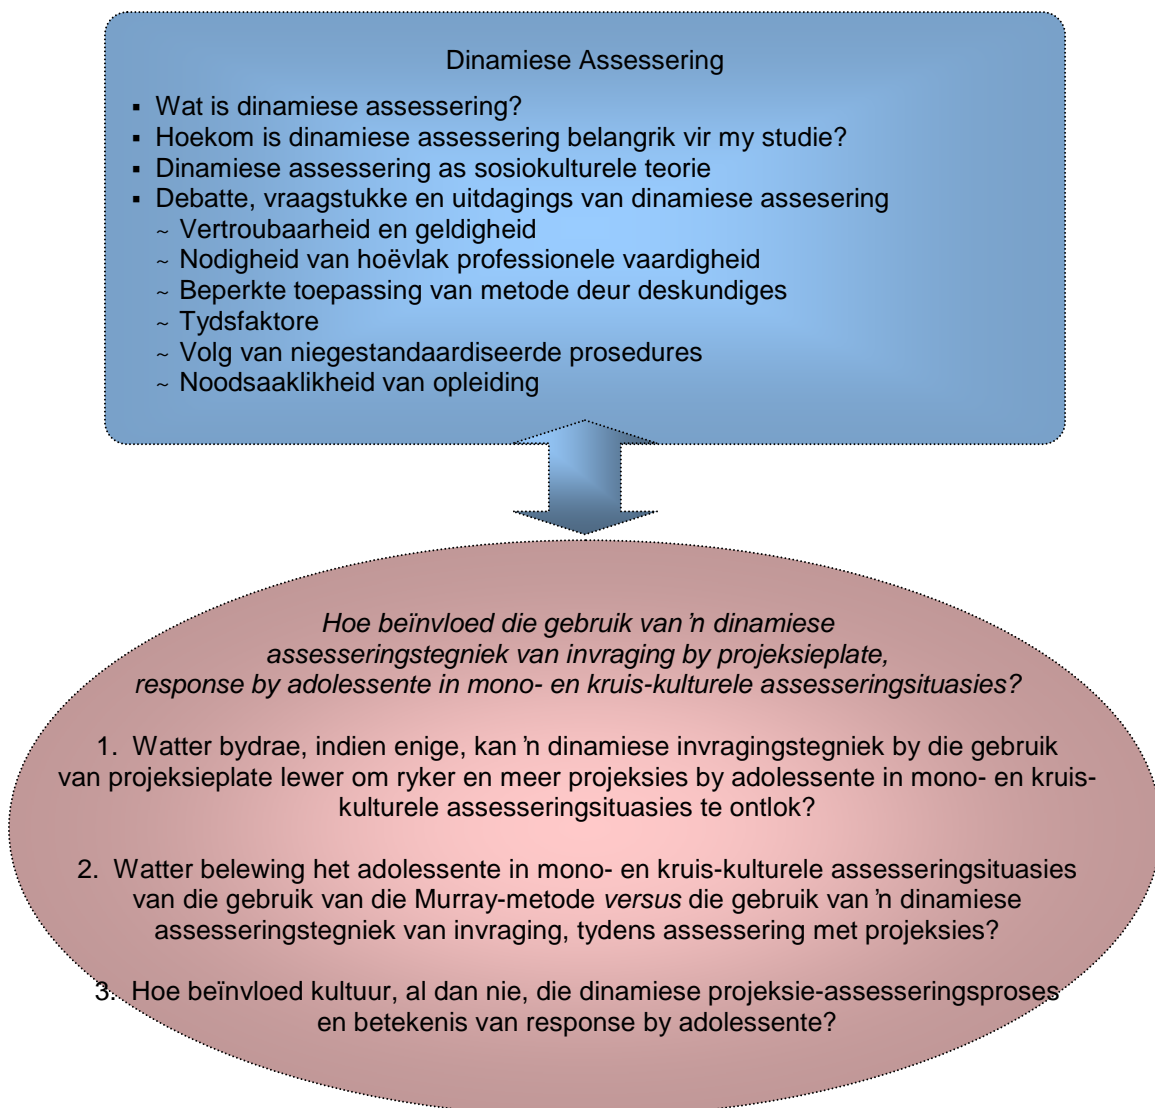 Dinamiese Assessering
▪ Wat is dinamiese assessering?
▪ Hoekom is dinamiese assessering belangrik vir my studie?
▪ Dinamiese assessering as sosiokulturele teorie
▪ Debatte, vraagstukke en uitdagings van dinamiese assesering
~ Vertroubaarheid en geldigheid
~ Nodigheid van hoëvlak professionele vaardigheid
~ Beperkte toepassing van metode deur deskundiges
~ Tydsfaktore
~ Volg van niegestandaardiseerde prosedures
~ Noodsaaklikheid van opleiding
Hoe beïnvloed die gebruik van 'n dinamiese
assesseringstegniek van invraging by projeksieplate,
response by adolessente in mono- en kruis-kulturele assesseringsituasies?
1. Watter bydrae, indien enige, kan 'n dinamiese invragingstegniek by die gebruik
van projeksieplate lewer om ryker en meer projeksies by adolessente in mono- en kruis-
kulturele assesseringsituasies te ontlok?
2. Watter belewing het adolessente in mono- en kruis-kulturele assesseringsituasies
van die gebruik van die Murray-metode versus die gebruik van 'n dinamiese
assesseringstegniek van invraging, tydens assessering met projeksies?
3. Hoe beïnvloed kultuur, al dan nie, die dinamiese projeksie-assesseringsproses
en betekenis van response by adolessente?